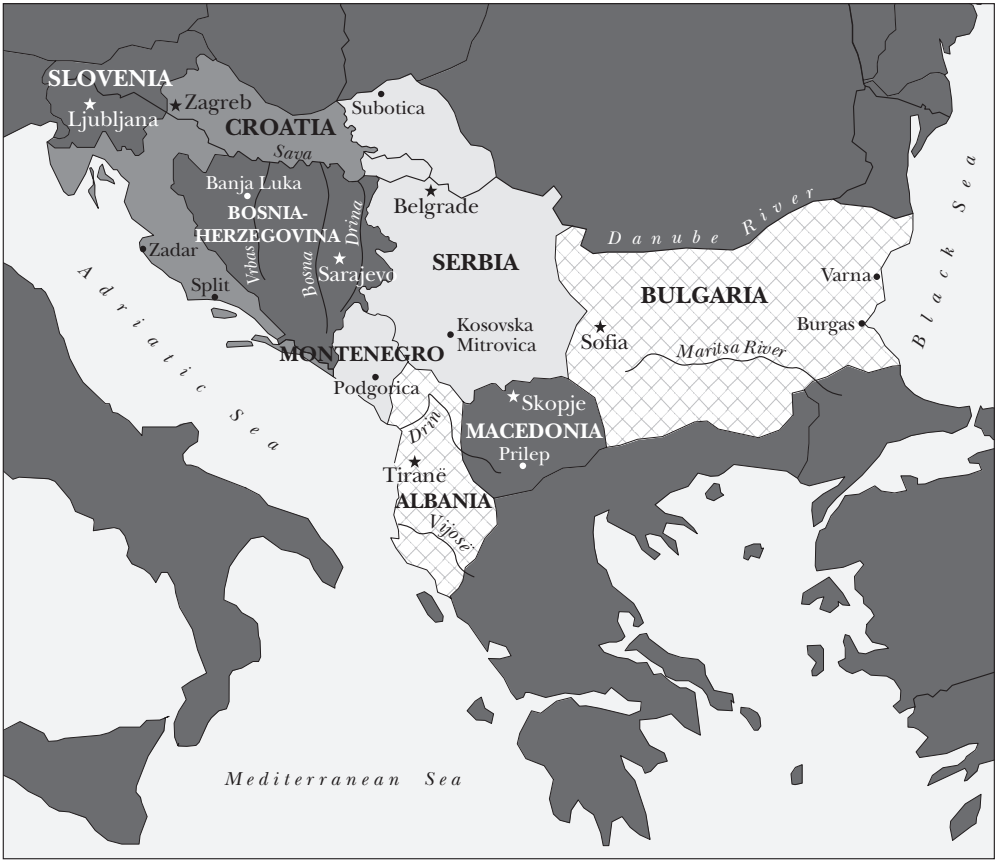 SLOVENIA
Ljubljana
Zagreb
CROATIA
Sava
Subotica
Banja Luka
BOSNIA-
HERZEGOVINA
Vrbas
Bosna
Drina
Sarajevo
Zadar
Split
Belgrade
SERBIA
Kosovska
Mitrovica
MONTENEGRO
Podgorica
Danube River
BULGARIA
Varna
Burgas
Sofia
Maritsa River
Black Sea
Adriatic Sea
Skopje
MACEDONIA
Prilep
Drin
Tiranë
ALBANIA
Vijosë
Mediterranean Sea